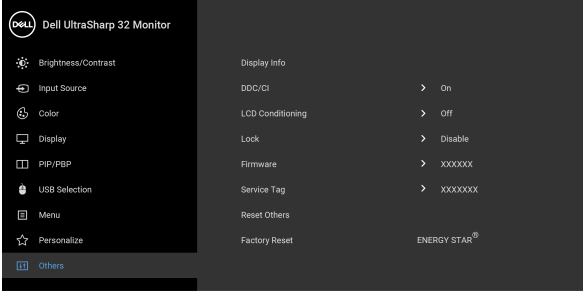 DELL Dell UltraSharp 32 Monitor
Brightness/Contrast
Input Source
Color
Display
PIP/PBP
USB Selection
Menu
Personalize
Others
Display Info
DDC/CI > On
LCD Conditioning > Off
Lock > Disable
Firmware > XXXXXX
Service Tag > XXXXXXX
Reset Others
Factory Reset ENERGY STAR®